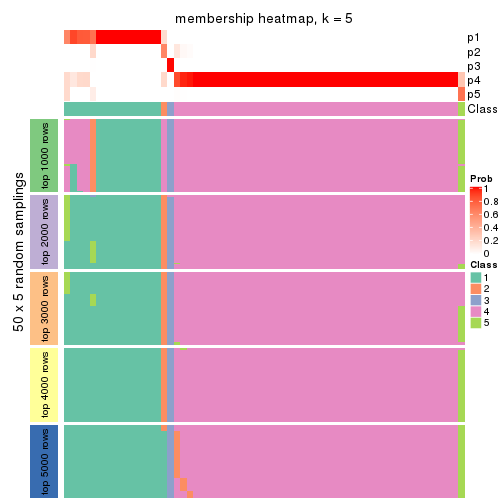 membership heatmap, k = 5
p1
p2
p3
p4
p5
Class
50 x 5 random samplings
top 1000 rows
top 2000 rows
top 3000 rows
top 4000 rows
top 5000 rows
Prob
1
0.8
0.6
0.4
0.2
0
Class
1
2
3
4
5